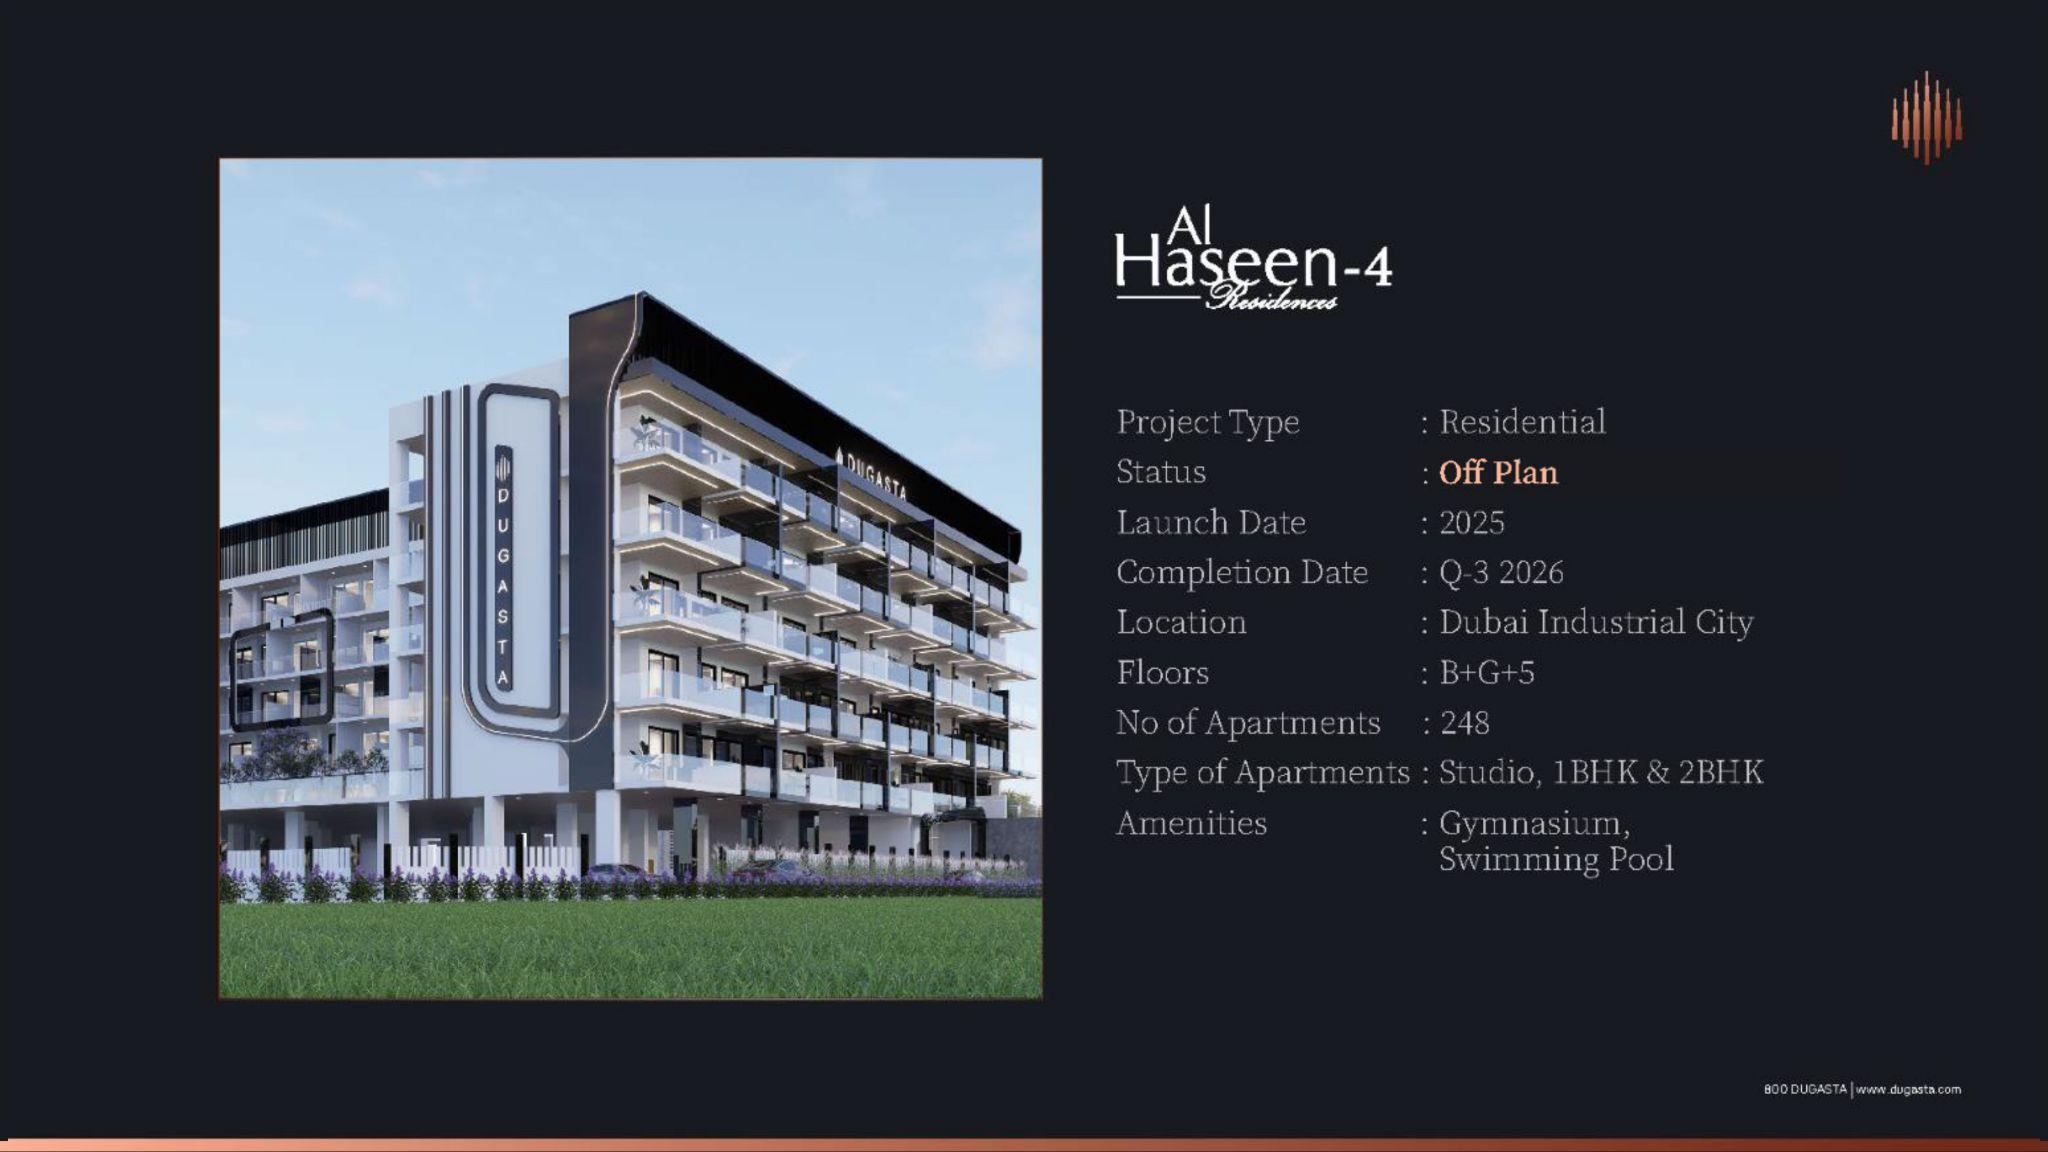 Al
Haseen-4
Residences
DUGASTA
DUGASTA
Project Type : Residential
Status : Off Plan
Launch Date : 2025
Completion Date : Q-3 2026
Location : Dubai Industrial City
Floors : B+G+5
No of Apartments : 248
Type of Apartments : Studio, 1BHK & 2BHK
Amenities : Gymnasium,
Swimming Pool
800 DUGASTA | www.dugasta.com